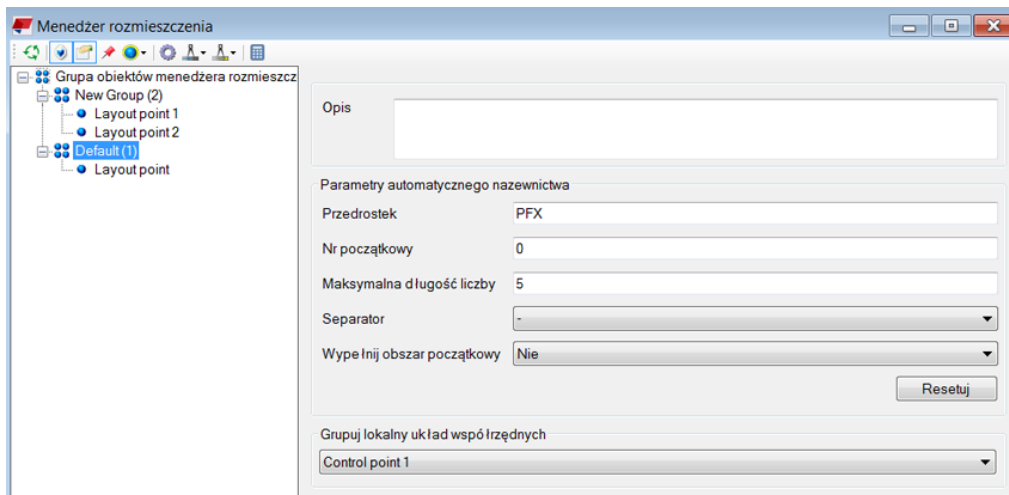 Menedżer rozmieszczenia
Grupa obiektów menedżera rozmieszcz
New Group (2)
Layout point 1
Layout point 2
Default (1)
Layout point
Opis
Parametry automatycznego nazewnictwa
Przedrostek PFX
Nr początkowy 0
Maksymalna długość liczby 5
Separator -
Wypełnij obszar początkowy Nie
Resetuj
Grupuj lokalny układ współrzędnych
Control point 1